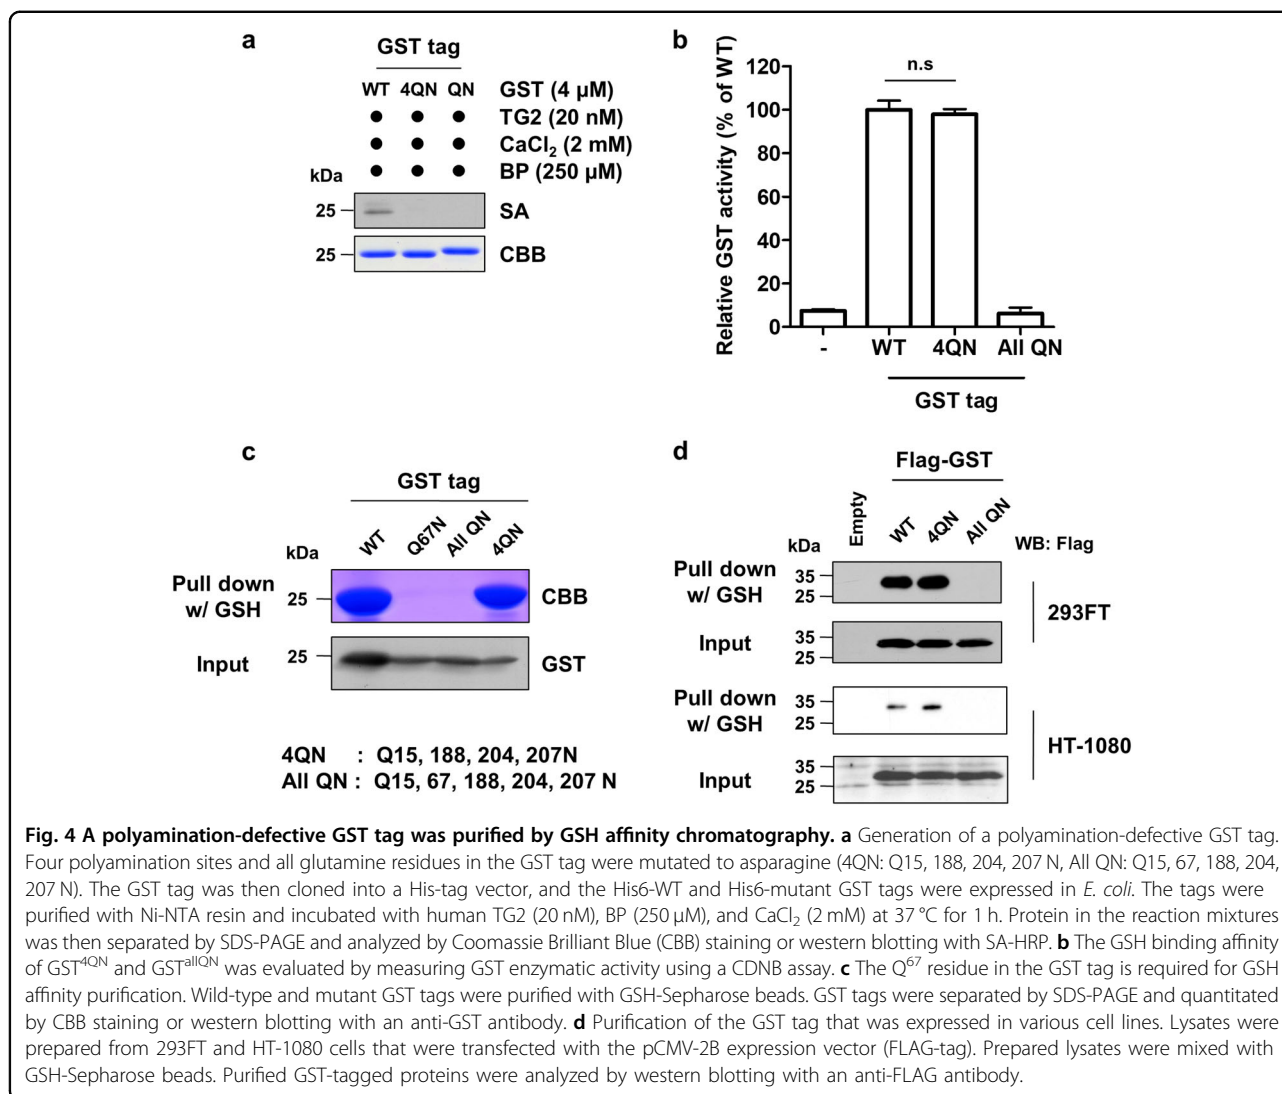 a
GST tag
WT 4QN QN GST (4 µM)
TG2 (20 nM)
CaCl₂ (2 mM)
BP (250 µM)
kDa
25 SA
25 CBB
b
Relative GST activity (% of WT)
120
100
80
60
40
20
0
n.s
- WT 4QN All QN
GST tag
c
GST tag
kDa WT Q67N All QN 4QN
Pull down
w/ GSH 25 CBB
Input 25 GST
4QN : Q15, 188, 204, 207N
All QN : Q15, 67, 188, 204, 207 N
d
Flag-GST
Empty WT 4QN All QN
kDa WB: Flag
Pull down
w/ GSH 35
25
293FT
Input 35
25
Pull down
w/ GSH 35
25
HT-1080
Input 35
25
Fig. 4 A polyamination-defective GST tag was purified by GSH affinity chromatography. a Generation of a polyamination-defective GST tag.
Four polyamination sites and all glutamine residues in the GST tag were mutated to asparagine (4QN: Q15, 188, 204, 207 N, All QN: Q15, 67, 188, 204,
207 N). The GST tag was then cloned into a His-tag vector, and the His6-WT and His6-mutant GST tags were expressed in E. coli. The tags were
purified with Ni-NTA resin and incubated with human TG2 (20 nM), BP (250 µM), and CaCl₂ (2 mM) at 37 °C for 1 h. Protein in the reaction mixtures
was then separated by SDS-PAGE and analyzed by Coomassie Brilliant Blue (CBB) staining or western blotting with SA-HRP. b The GSH binding affinity
of GST⁴QN and GSTallQN was evaluated by measuring GST enzymatic activity using a CDNB assay. c The Q⁶⁷ residue in the GST tag is required for GSH
affinity purification. Wild-type and mutant GST tags were purified with GSH-Sepharose beads. GST tags were separated by SDS-PAGE and quantitated
by CBB staining or western blotting with an anti-GST antibody. d Purification of the GST tag that was expressed in various cell lines. Lysates were
prepared from 293FT and HT-1080 cells that were transfected with the pCMV-2B expression vector (FLAG-tag). Prepared lysates were mixed with
GSH-Sepharose beads. Purified GST-tagged proteins were analyzed by western blotting with an anti-FLAG antibody.